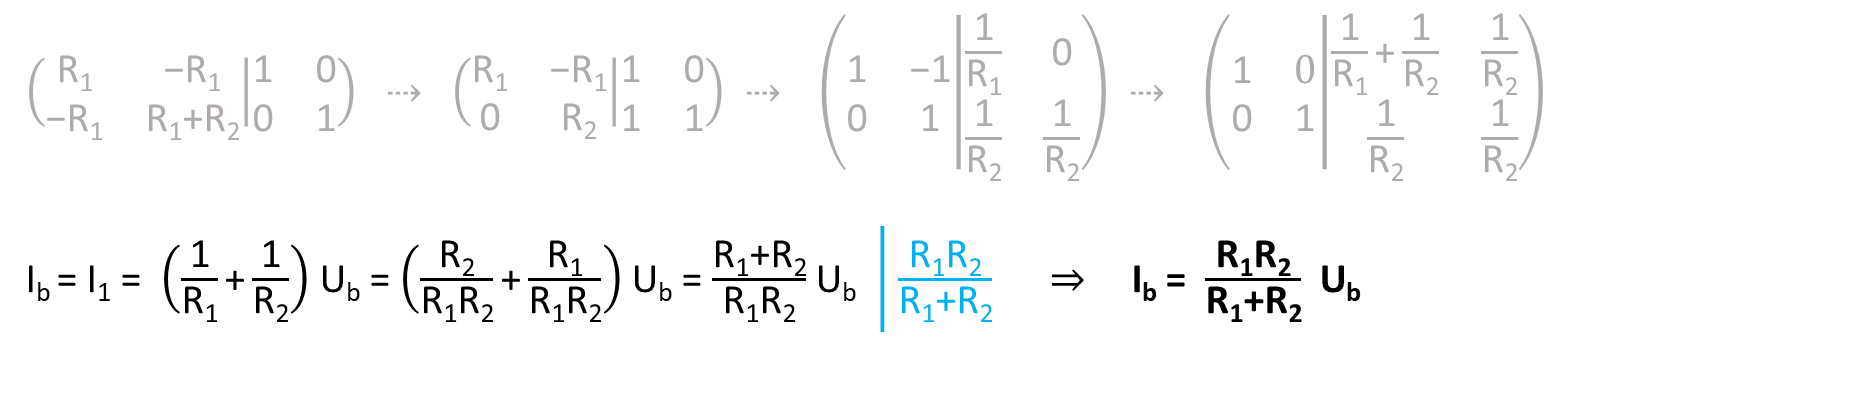 (R₁ −R₁ | 1 0) ⇢ (R₁ −R₁ | 1 0) ⇢ (1 −1 | 1/R₁ 0) ⇢ (1 0 | 1/R₁+1/R₂ 1/R₂)
(−R₁ R₁+R₂ | 0 1) (0 R₂ | 1 1) (0 1 | 1/R₂ 1/R₂) (0 1 | 1/R₂ 1/R₂)
I_b = I₁ = (1/R₁ + 1/R₂) U_b = (R₂/R₁R₂ + R₁/R₁R₂) U_b = R₁+R₂/R₁R₂ U_b | R₁R₂/R₁+R₂ ⇒ I_b = R₁R₂/R₁+R₂ U_b